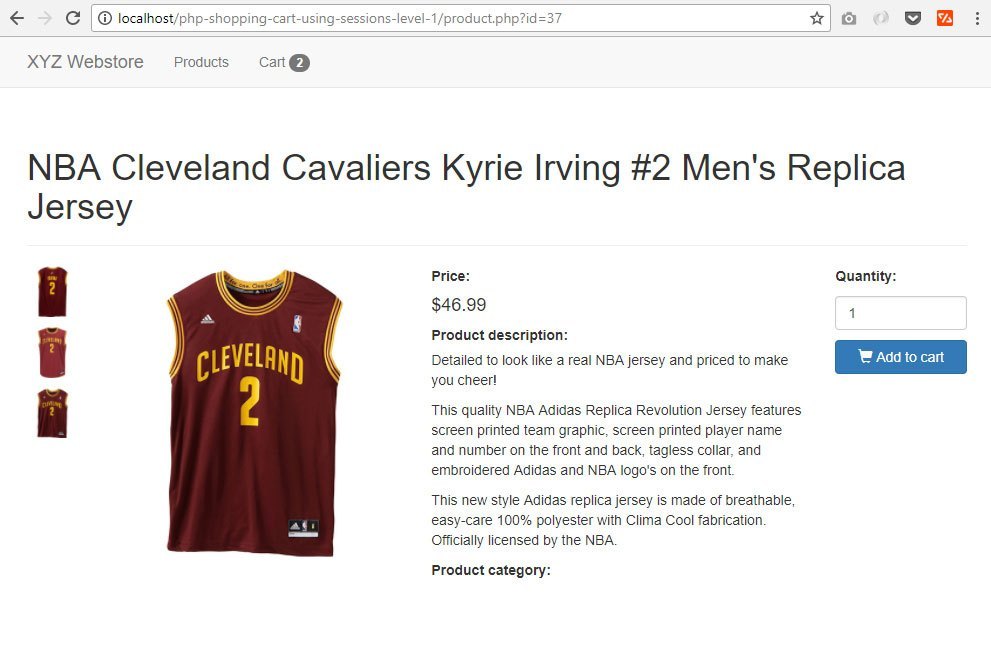 localhost/php-shopping-cart-using-sessions-level-1/product.php?id=37
XYZ Webstore Products Cart 2
NBA Cleveland Cavaliers Kyrie Irving #2 Men's Replica
Jersey
2
2
2
CLEVELAND
2
Price:
$46.99
Product description:
Detailed to look like a real NBA jersey and priced to make
you cheer!
This quality NBA Adidas Replica Revolution Jersey features
screen printed team graphic, screen printed player name
and number on the front and back, tagless collar, and
embroidered Adidas and NBA logo's on the front.
This new style Adidas replica jersey is made of breathable,
easy-care 100% polyester with Clima Cool fabrication.
Officially licensed by the NBA.
Product category:
Quantity:
1
Add to cart